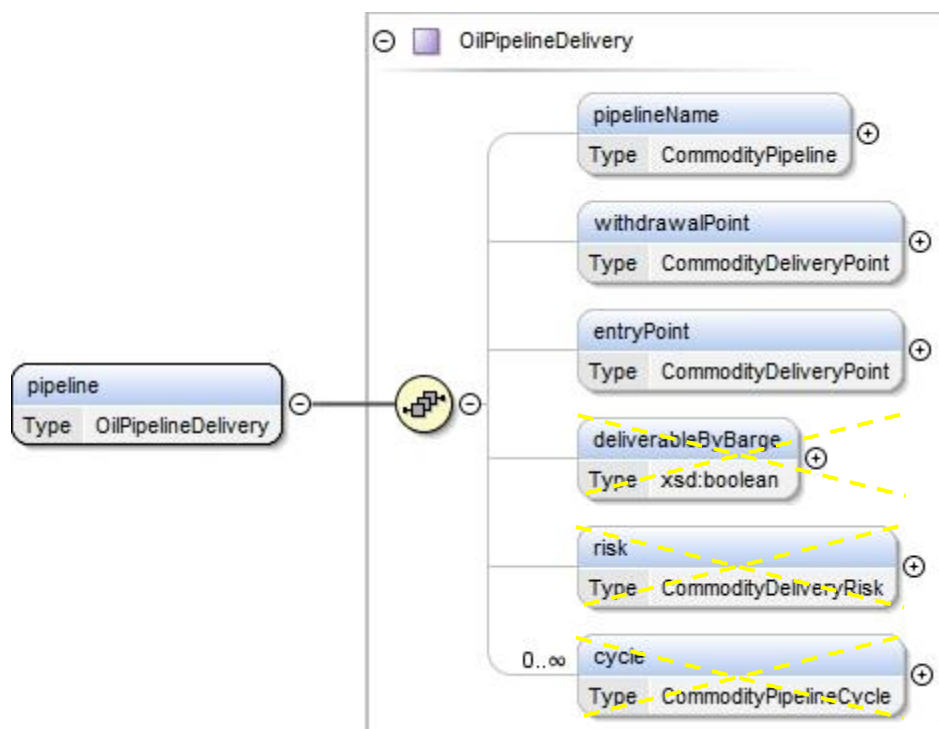 OilPipelineDelivery
pipelineName
Type CommodityPipeline
withdrawalPoint
Type CommodityDeliveryPoint
entryPoint
Type CommodityDeliveryPoint
pipeline
Type OilPipelineDelivery
deliverableByBarge
Type xsd:boolean
risk
Type CommodityDeliveryRisk
0..∞ cycle
Type CommodityPipelineCycle